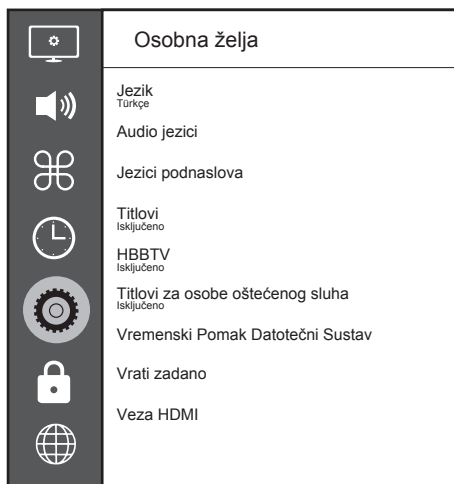 Osobna želja
Jezik
Türkçe
Audio jezici
Jezici podnaslova
Titlovi
Isključeno
HBBTV
Isključeno
Titlovi za osobe oštećenog sluha
Isključeno
Vremenski Pomak Datotečni Sustav
Vrati zadano
Veza HDMI